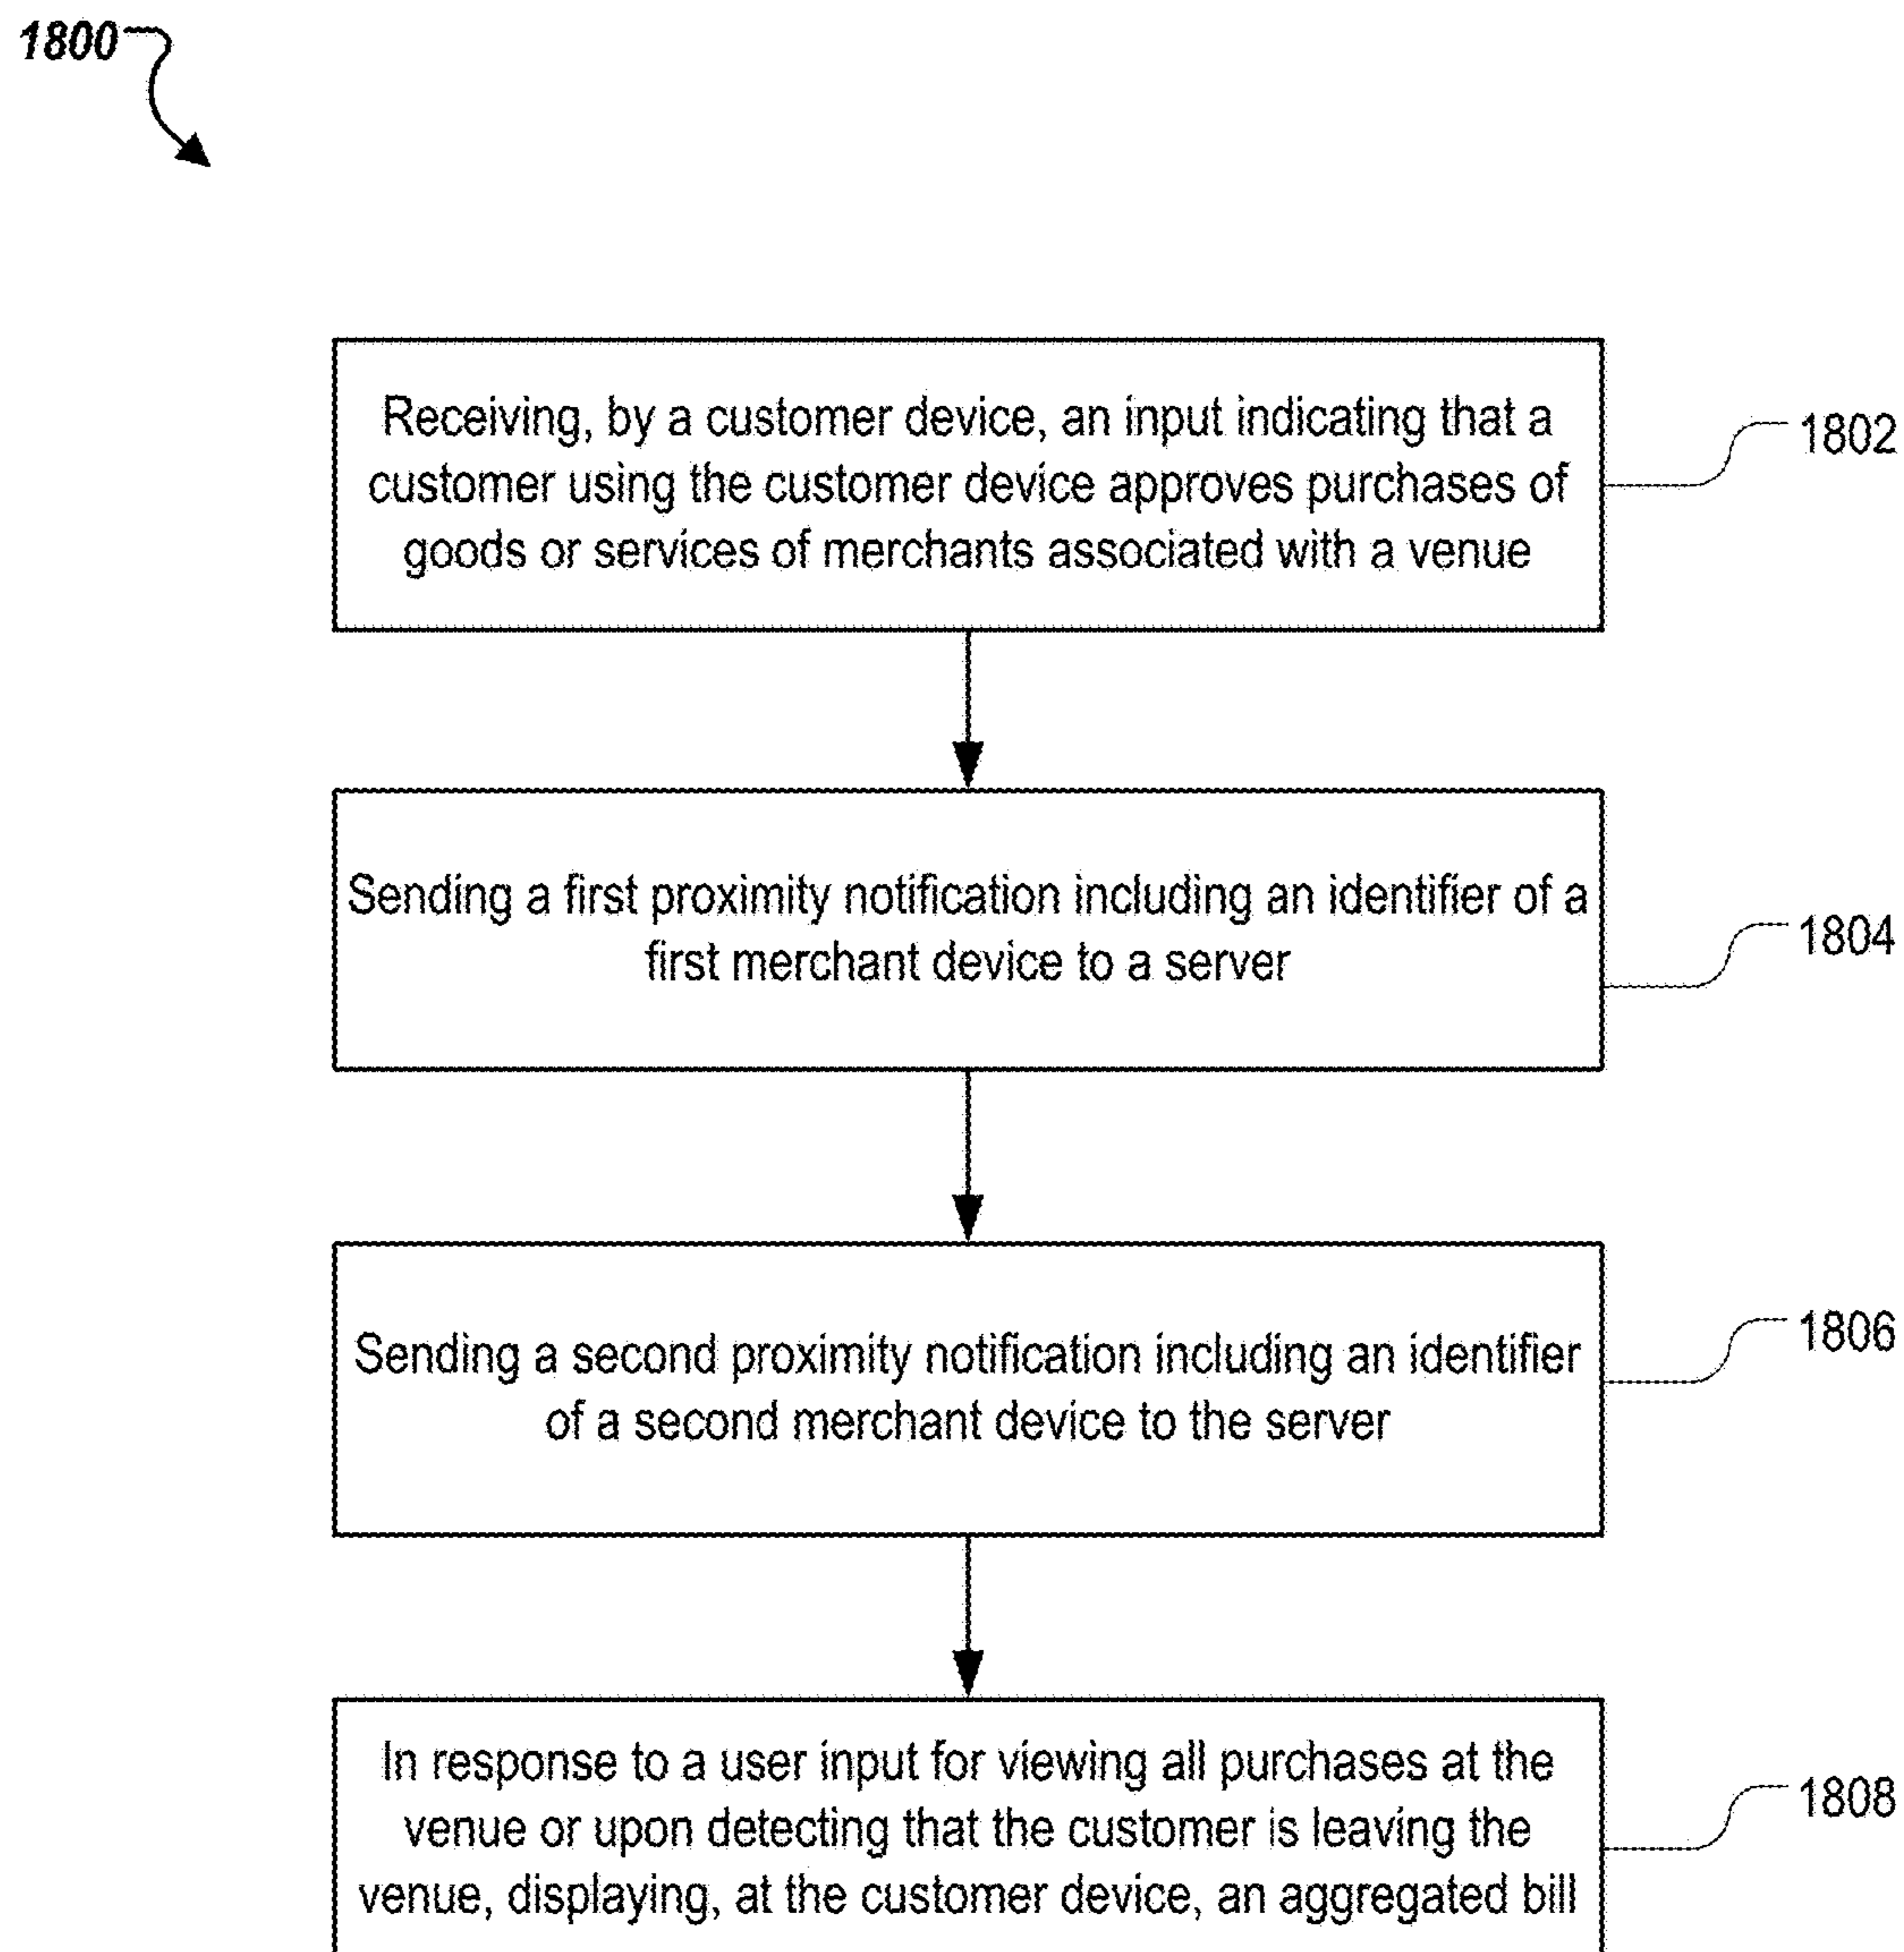 1800
Receiving, by a customer device, an input indicating that a
customer using the customer device approves purchases of
goods or services of merchants associated with a venue
1802
Sending a first proximity notification including an identifier of a
first merchant device to a server
1804
Sending a second proximity notification including an identifier
of a second merchant device to the server
1806
In response to a user input for viewing all purchases at the
venue or upon detecting that the customer is leaving the
venue, displaying, at the customer device, an aggregated bill
1808